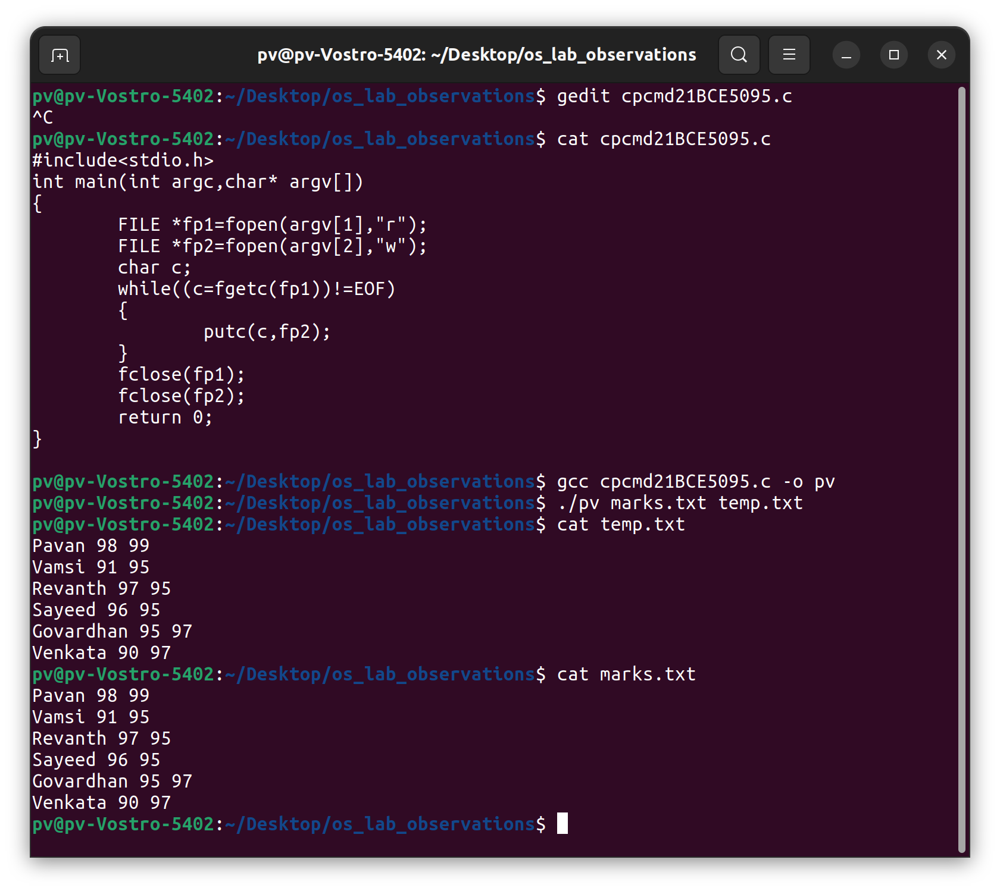 pv@pv-Vostro-5402: ~/Desktop/os_lab_observations
pv@pv-Vostro-5402:~/Desktop/os_lab_observations$ gedit cpcmd21BCE5095.c
^C
pv@pv-Vostro-5402:~/Desktop/os_lab_observations$ cat cpcmd21BCE5095.c
#include<stdio.h>
int main(int argc,char* argv[])
{
        FILE *fp1=fopen(argv[1],"r");
        FILE *fp2=fopen(argv[2],"w");
        char c;
        while((c=fgetc(fp1))!=EOF)
        {
                putc(c,fp2);
        }
        fclose(fp1);
        fclose(fp2);
        return 0;
}
pv@pv-Vostro-5402:~/Desktop/os_lab_observations$ gcc cpcmd21BCE5095.c -o pv
pv@pv-Vostro-5402:~/Desktop/os_lab_observations$ ./pv marks.txt temp.txt
pv@pv-Vostro-5402:~/Desktop/os_lab_observations$ cat temp.txt
Pavan 98 99
Vamsi 91 95
Revanth 97 95
Sayeed 96 95
Govardhan 95 97
Venkata 90 97
pv@pv-Vostro-5402:~/Desktop/os_lab_observations$ cat marks.txt
Pavan 98 99
Vamsi 91 95
Revanth 97 95
Sayeed 96 95
Govardhan 95 97
Venkata 90 97
pv@pv-Vostro-5402:~/Desktop/os_lab_observations$